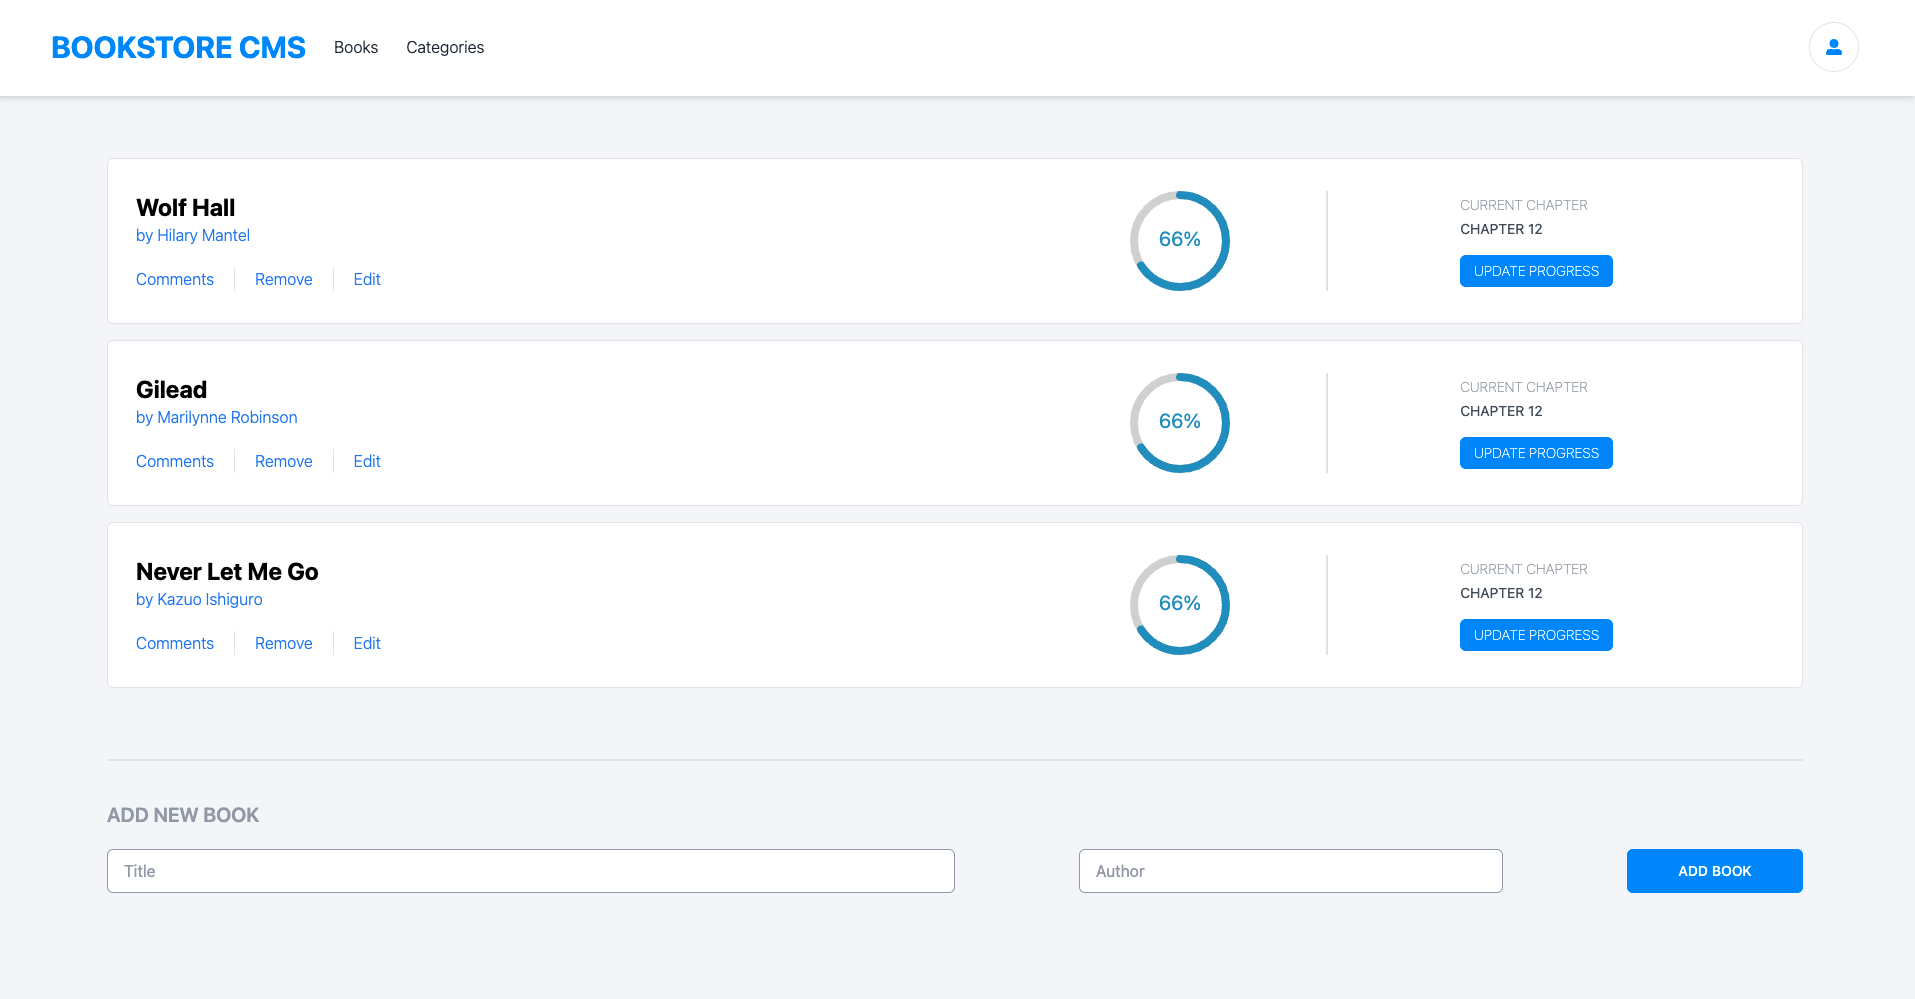 BOOKSTORE CMS Books Categories
Wolf Hall
by Hilary Mantel
Comments Remove Edit
66%
CURRENT CHAPTER
CHAPTER 12
UPDATE PROGRESS
Gilead
by Marilynne Robinson
Comments Remove Edit
66%
CURRENT CHAPTER
CHAPTER 12
UPDATE PROGRESS
Never Let Me Go
by Kazuo Ishiguro
Comments Remove Edit
66%
CURRENT CHAPTER
CHAPTER 12
UPDATE PROGRESS
ADD NEW BOOK
Title Author ADD BOOK